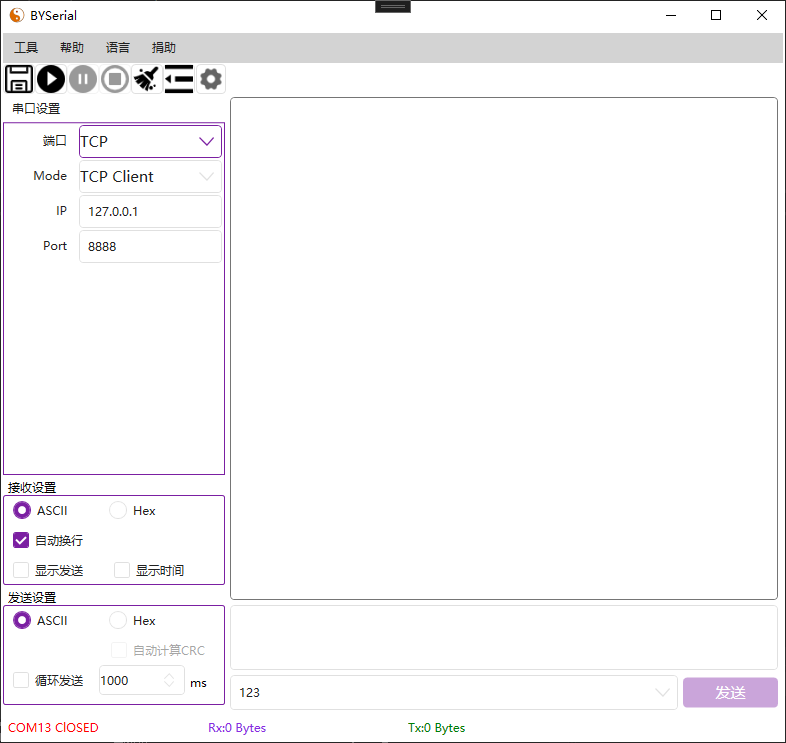 BYSerial
工具 帮助 语言 捐助
串口设置
端口 TCP
Mode TCP Client
IP 127.0.0.1
Port 8888
接收设置
ASCII Hex
自动换行
显示发送 显示时间
发送设置
ASCII Hex
自动计算CRC
循环发送 1000 ms
123 发送
COM13 ClOSED Rx:0 Bytes Tx:0 Bytes